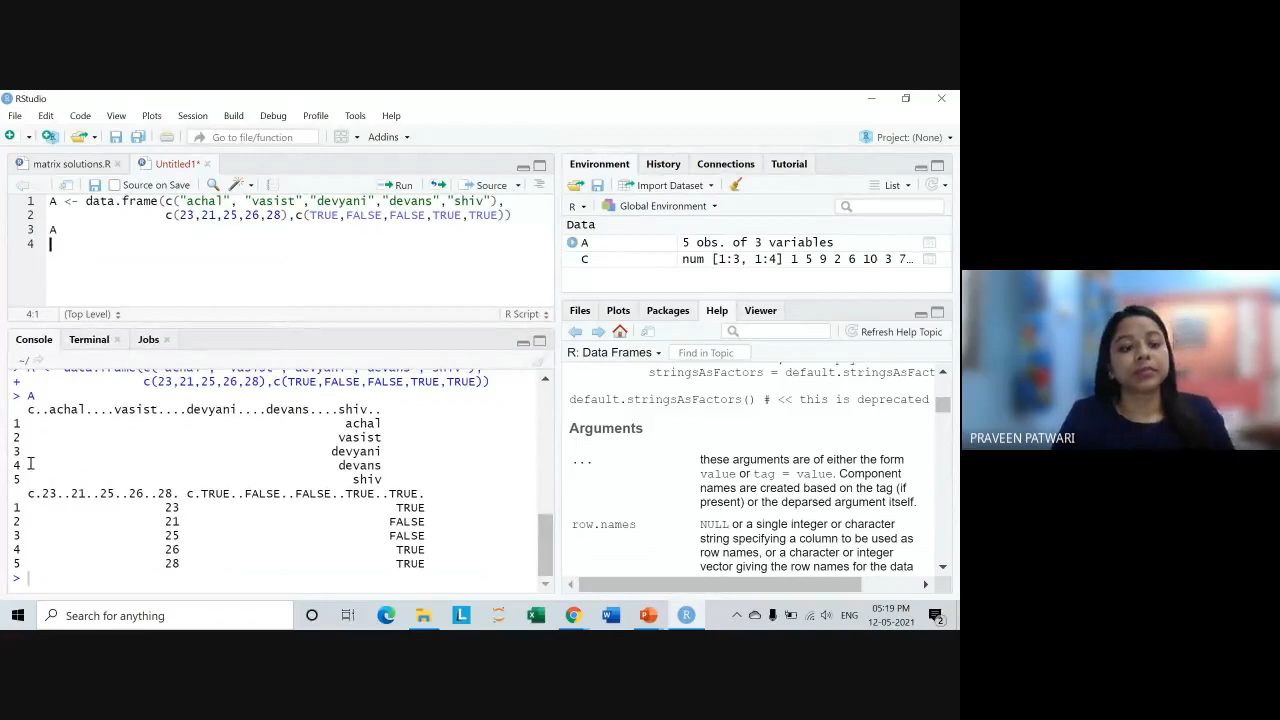 RStudio
File Edit Code View Plots Session Build Debug Profile Tools Help
Go to file/function
Addins
Project: (None)
matrix solutions.R
Untitled1*
Source on Save
Run
Source
1 A <- data.frame(c("achal", "vasist","devyani","devans","shiv"),
2 c(23,21,25,26,28),c(TRUE,FALSE,FALSE,TRUE,TRUE))
3 A
4
4:1 (Top Level) R Script
Console Terminal Jobs
~/
> A <- data.frame(c("achal", "vasist","devyani","devans","shiv"),
+ c(23,21,25,26,28),c(TRUE,FALSE,FALSE,TRUE,TRUE))
> A
c..achal....vasist....devyani....devans....shiv..
1 achal
2 vasist
3 devyani
4 devans
5 shiv
c.23..21..25..26..28. c.TRUE..FALSE..FALSE..TRUE..TRUE.
1 23 TRUE
2 21 FALSE
3 25 FALSE
4 26 TRUE
5 28 TRUE
>
Environment History Connections Tutorial
Import Dataset
List
R Global Environment
Data
A 5 obs. of 3 variables
C num [1:3, 1:4] 1 5 9 2 6 10 3 7…
Files Plots Packages Help Viewer
Refresh Help Topic
R: Data Frames
Find in Topic
stringsAsFactors = default.stringsAsFact
default.stringsAsFactors() # << this is deprecated
Arguments
... these arguments are of either the form
value or tag = value. Component
names are created based on the tag (if
present) or the deparsed argument itself.
row.names NULL or a single integer or character
string specifying a column to be used as
row names, or a character or integer
vector giving the row names for the data
PRAVEEN PATWARI
Search for anything
ENG
05:19 PM
12-05-2021
2